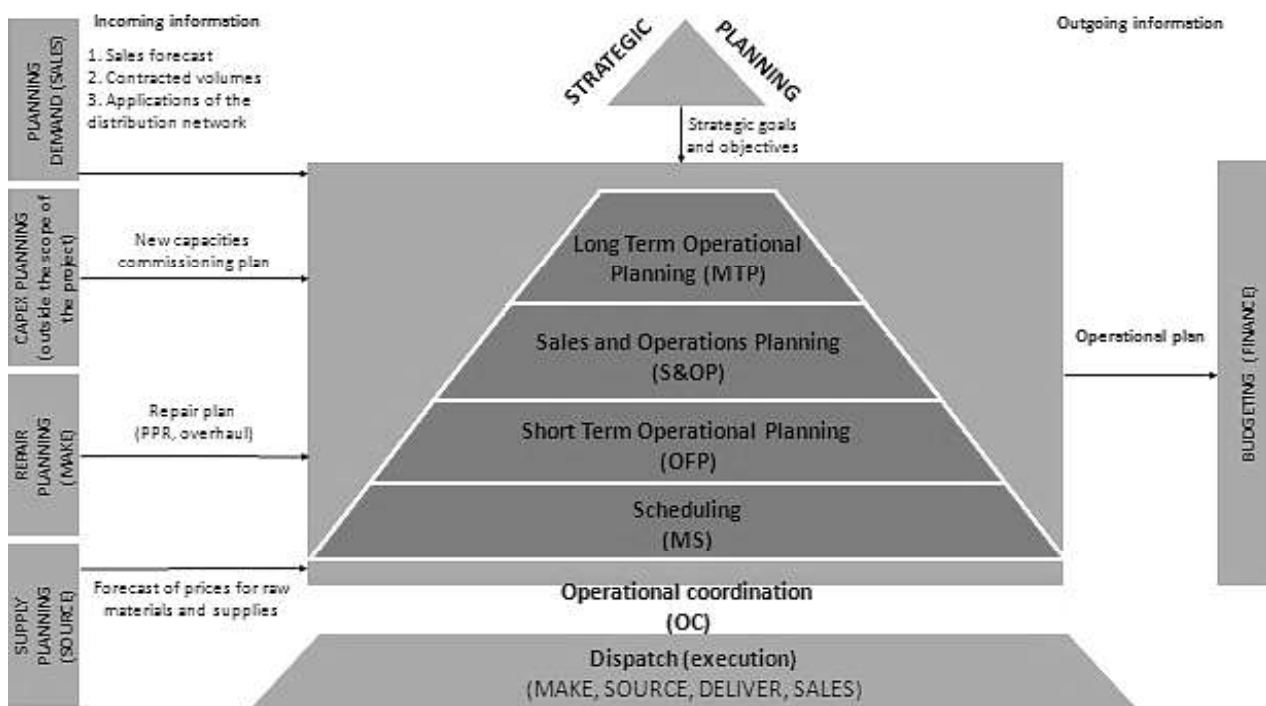 Incoming information
Outgoing information
STRATEGIC
PLANNING
PLANNING
DEMAND (SALES)
1. Sales forecast
2. Contracted volumes
3. Applications of the
distribution network
Strategic goals
and objectives
CAPEX PLANNING
(outside the scope of
the project)
New capacities
commissioning plan
Long Term Operational
Planning (MTP)
Sales and Operations Planning
(S&OP)
Operational plan
BUDGETING (FINANCE)
REPAIR
PLANNING
(MAKE)
Repair plan
(PPR, overhaul)
Short Term Operational Planning
(OFP)
Scheduling
(MS)
SUPPLY
PLANNING
(SOURCE)
Forecast of prices for raw
materials and supplies
Operational coordination
(OC)
Dispatch (execution)
(MAKE, SOURCE, DELIVER, SALES)